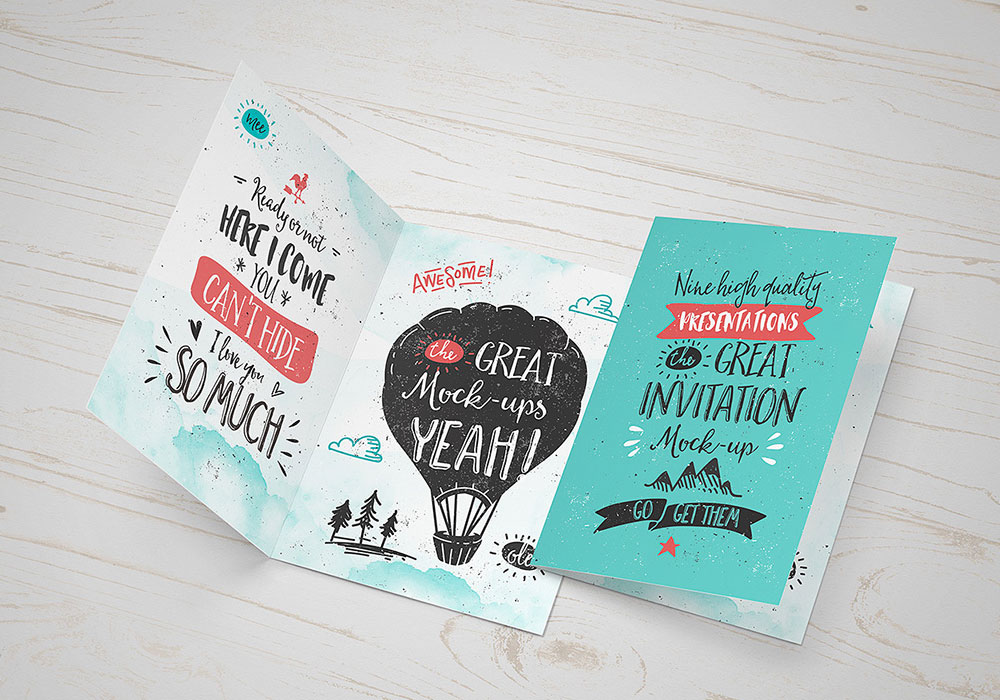 mee
Ready or not
HERE I COME
YOU
CAN'T HIDE
I love you
SO MUCH
AWESOME!
the GREAT
Mock-ups
YEAH!
ole
Nine high quality
PRESENTATIONS
the GREAT
INVITATION
Mock-up
GO GET THEM